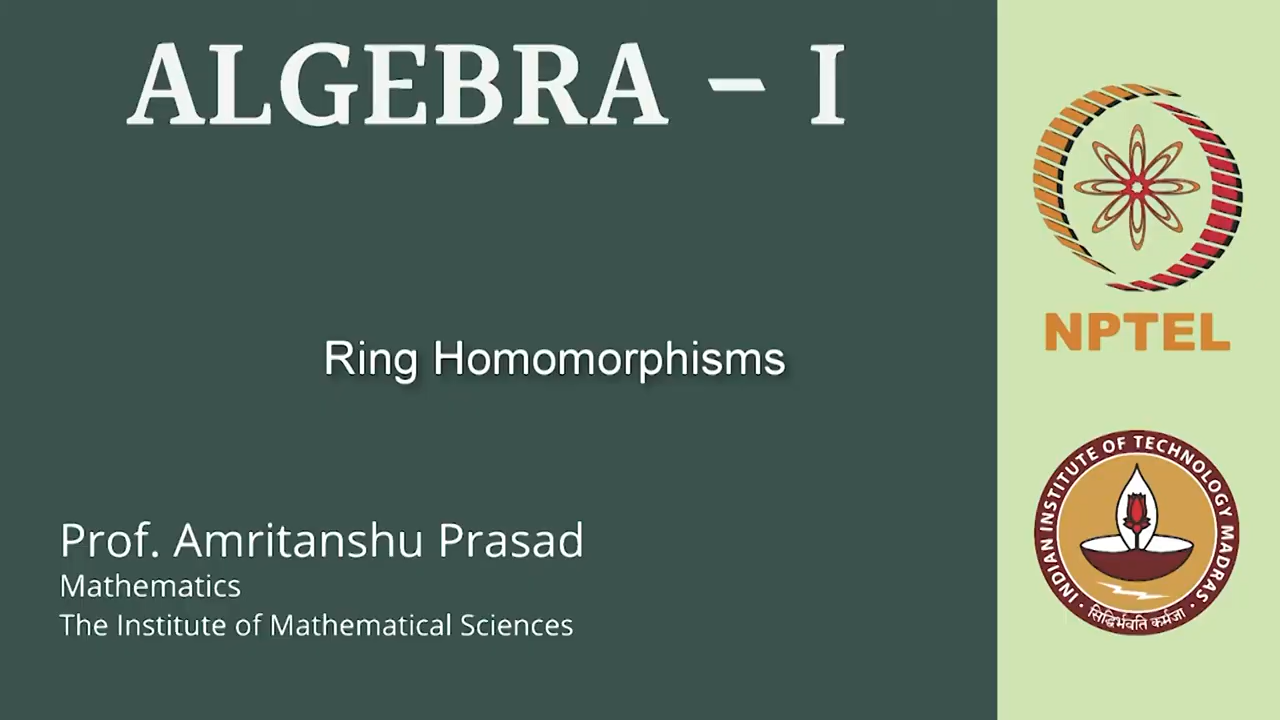 ALGEBRA - I
Ring Homomorphisms
Prof. Amritanshu Prasad
Mathematics
The Institute of Mathematical Sciences
NPTEL
INDIAN INSTITUTE OF TECHNOLOGY MADRAS
सिद्धिर्भवति कर्मजा